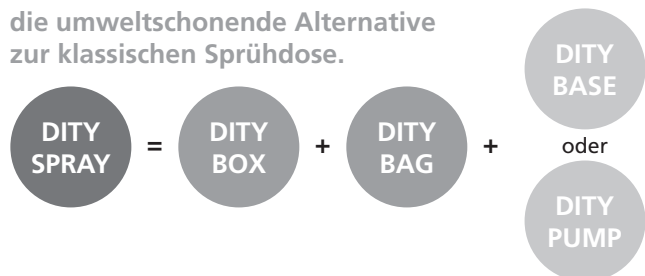 die umweltschonende Alternative
zur klassischen Sprühdose.
DITY
SPRAY
=
DITY
BOX
+
DITY
BAG
+
DITY
BASE
oder
DITY
PUMP